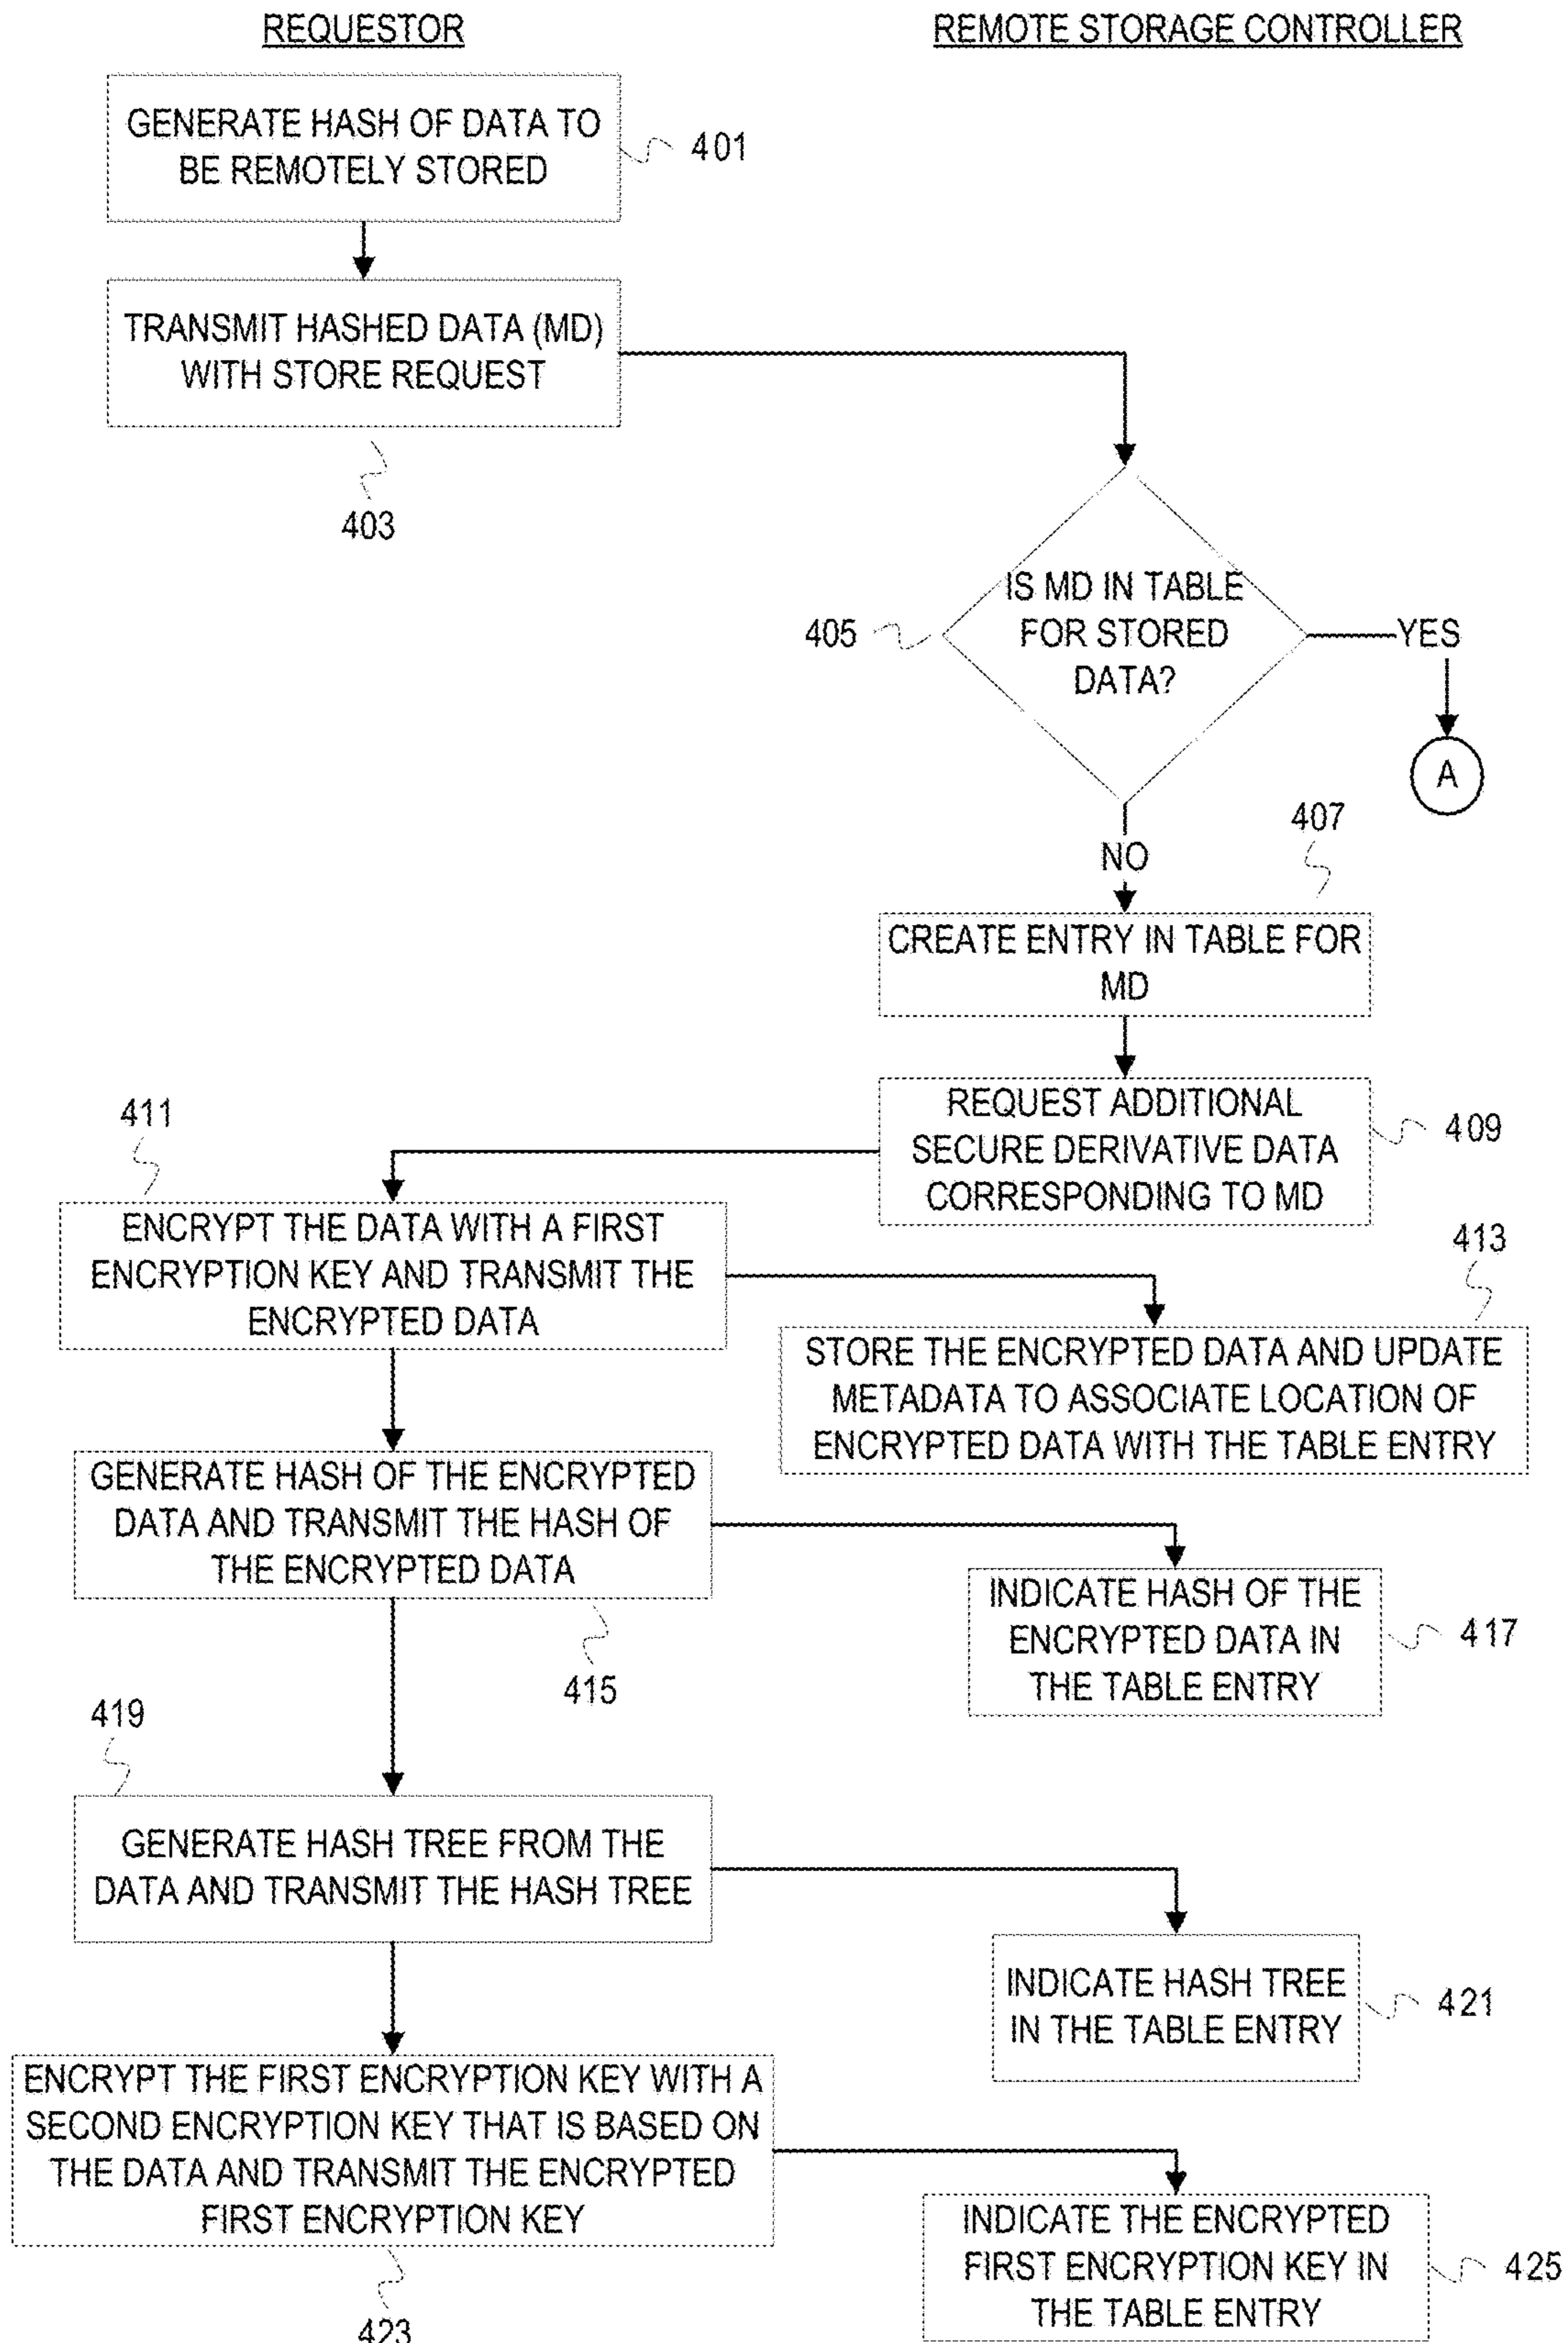 REQUESTOR
REMOTE STORAGE CONTROLLER
GENERATE HASH OF DATA TO
BE REMOTELY STORED
401
TRANSMIT HASHED DATA (MD)
WITH STORE REQUEST
403
IS MD IN TABLE
FOR STORED
DATA?
405
YES
A
NO
407
CREATE ENTRY IN TABLE FOR
MD
REQUEST ADDITIONAL
SECURE DERIVATIVE DATA
CORRESPONDING TO MD
409
411
ENCRYPT THE DATA WITH A FIRST
ENCRYPTION KEY AND TRANSMIT THE
ENCRYPTED DATA
413
STORE THE ENCRYPTED DATA AND UPDATE
METADATA TO ASSOCIATE LOCATION OF
ENCRYPTED DATA WITH THE TABLE ENTRY
GENERATE HASH OF THE ENCRYPTED
DATA AND TRANSMIT THE HASH OF
THE ENCRYPTED DATA
415
INDICATE HASH OF THE
ENCRYPTED DATA IN
THE TABLE ENTRY
417
419
GENERATE HASH TREE FROM THE
DATA AND TRANSMIT THE HASH TREE
INDICATE HASH TREE
IN THE TABLE ENTRY
421
ENCRYPT THE FIRST ENCRYPTION KEY WITH A
SECOND ENCRYPTION KEY THAT IS BASED ON
THE DATA AND TRANSMIT THE ENCRYPTED
FIRST ENCRYPTION KEY
423
INDICATE THE ENCRYPTED
FIRST ENCRYPTION KEY IN
THE TABLE ENTRY
425